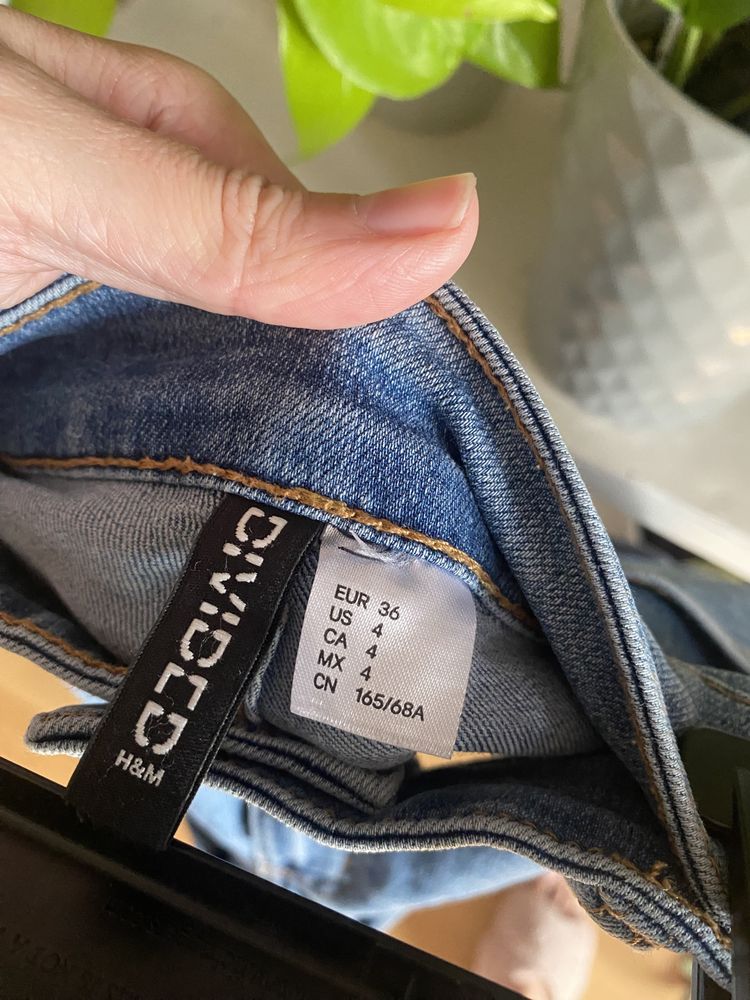 DIVIDED
H&M
EUR 36
US 4
CA 4
MX 4
CN 165/68A